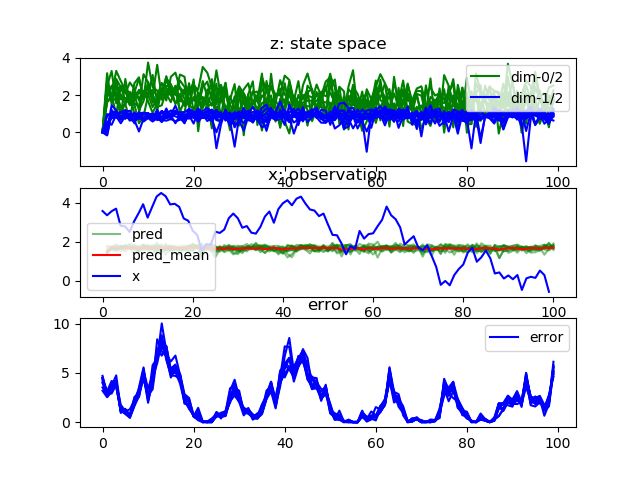 z: state space
4
2
0
dim-0/2
dim-1/2
0 20 40 60 80 100
x: observation
4
2
0
pred
pred_mean
x
0 20 40 60 80 100
error
10
5
0
error
0 20 40 60 80 100